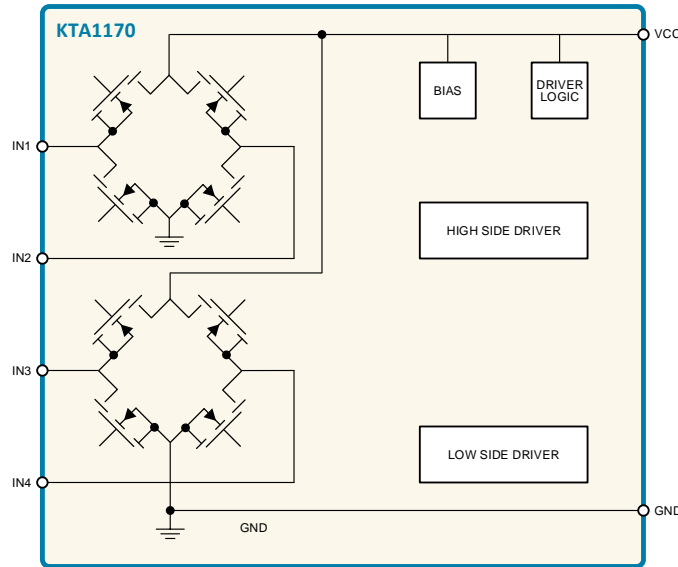 KTA1170
VCC
BIAS
DRIVER
LOGIC
IN1
HIGH SIDE DRIVER
IN2
IN3
LOW SIDE DRIVER
IN4
GND
GND